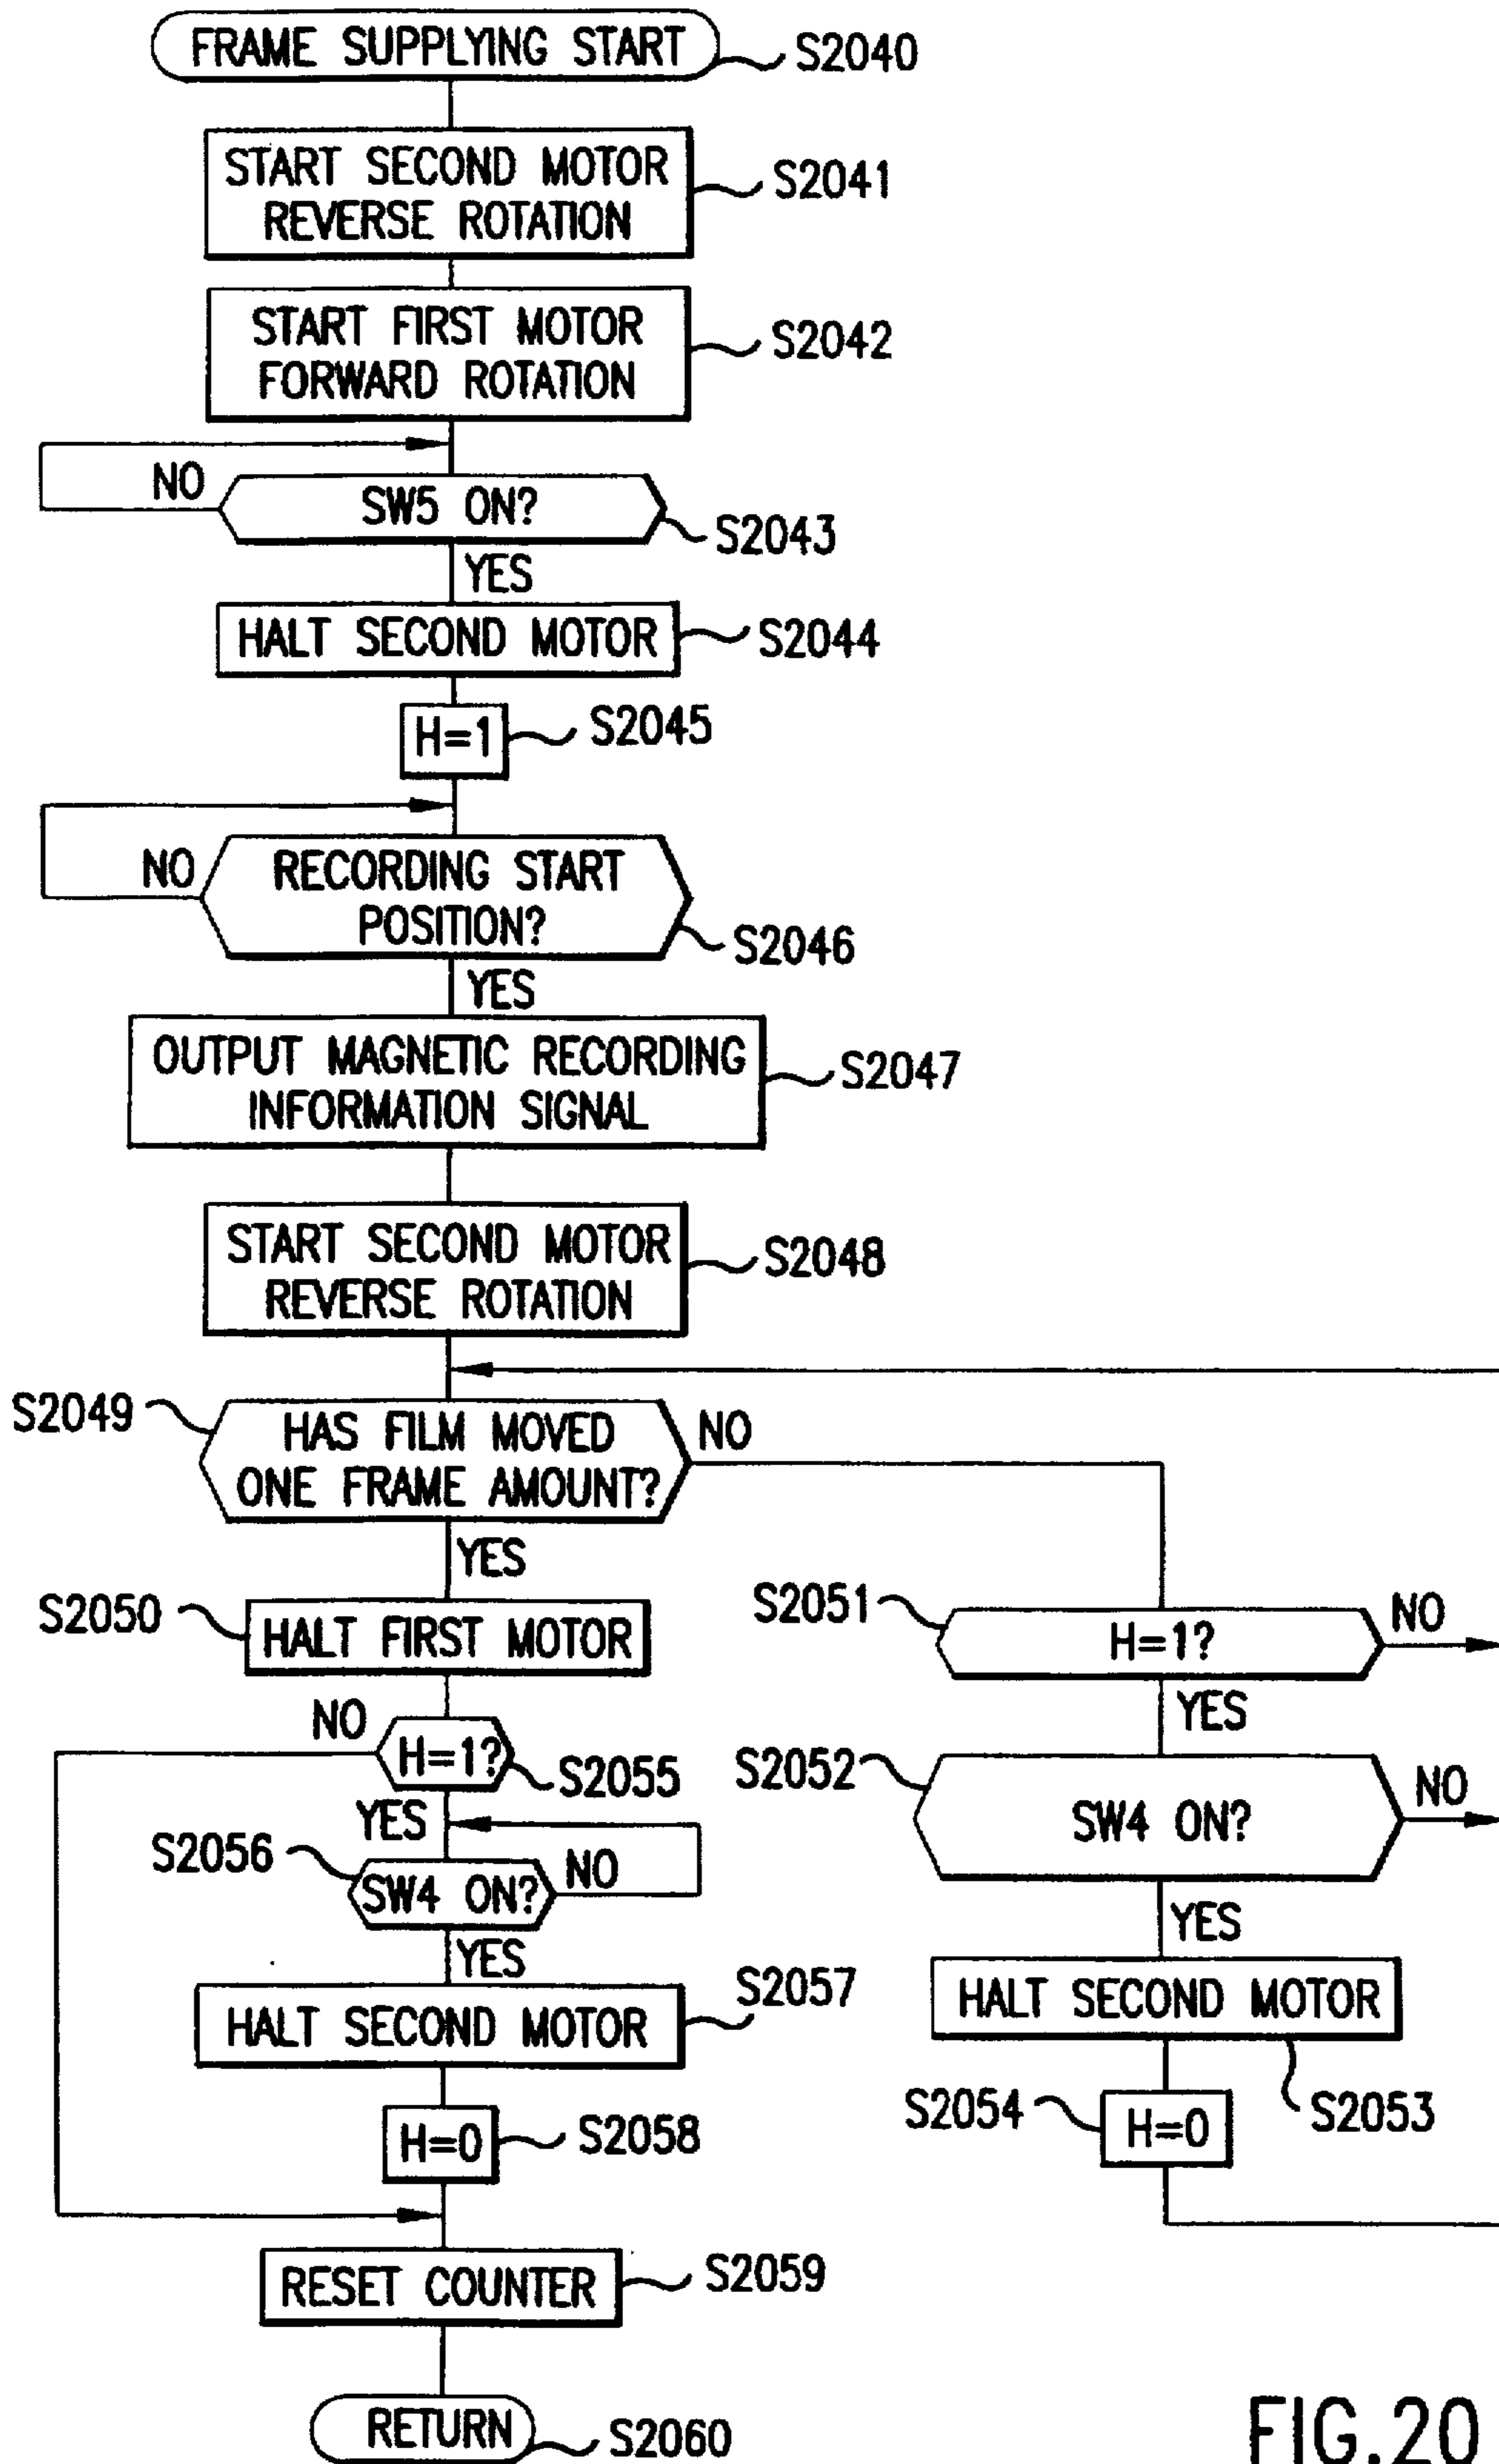 FRAME SUPPLYING START
S2040
START SECOND MOTOR
REVERSE ROTATION
S2041
START FIRST MOTOR
FORWARD ROTATION
S2042
NO
SW5 ON?
S2043
YES
HALT SECOND MOTOR
S2044
H=1
S2045
NO
RECORDING START
POSITION?
S2046
YES
OUTPUT MAGNETIC RECORDING
INFORMATION SIGNAL
S2047
START SECOND MOTOR
REVERSE ROTATION
S2048
S2049
HAS FILM MOVED
ONE FRAME AMOUNT?
NO
YES
S2050
HALT FIRST MOTOR
S2051
H=1?
NO
YES
NO
H=1?
S2055
S2052
SW4 ON?
NO
YES
YES
S2056
SW4 ON?
NO
YES
HALT SECOND MOTOR
S2057
HALT SECOND MOTOR
S2053
H=0
S2058
S2054
H=0
RESET COUNTER
S2059
RETURN
S2060
FIG.20